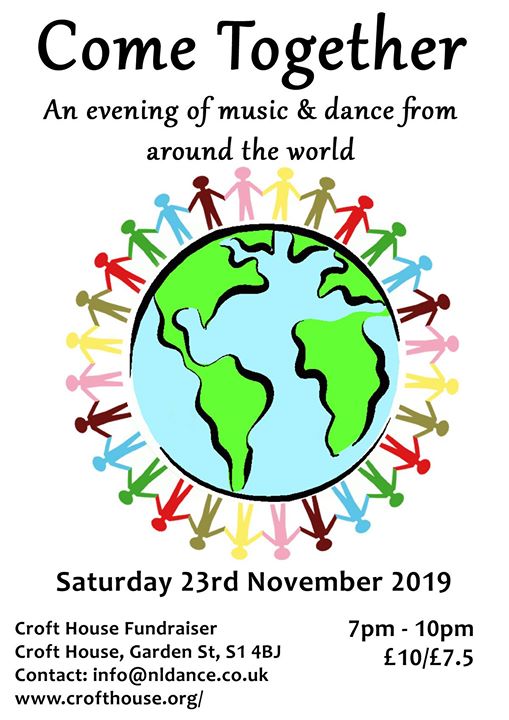 Come Together
An evening of music & dance from
around the world
Saturday 23rd November 2019
Croft House Fundraiser
Croft House, Garden St, S1 4BJ
Contact: info@nldance.co.uk
www.crofthouse.org/
7pm - 10pm
£10/£7.5